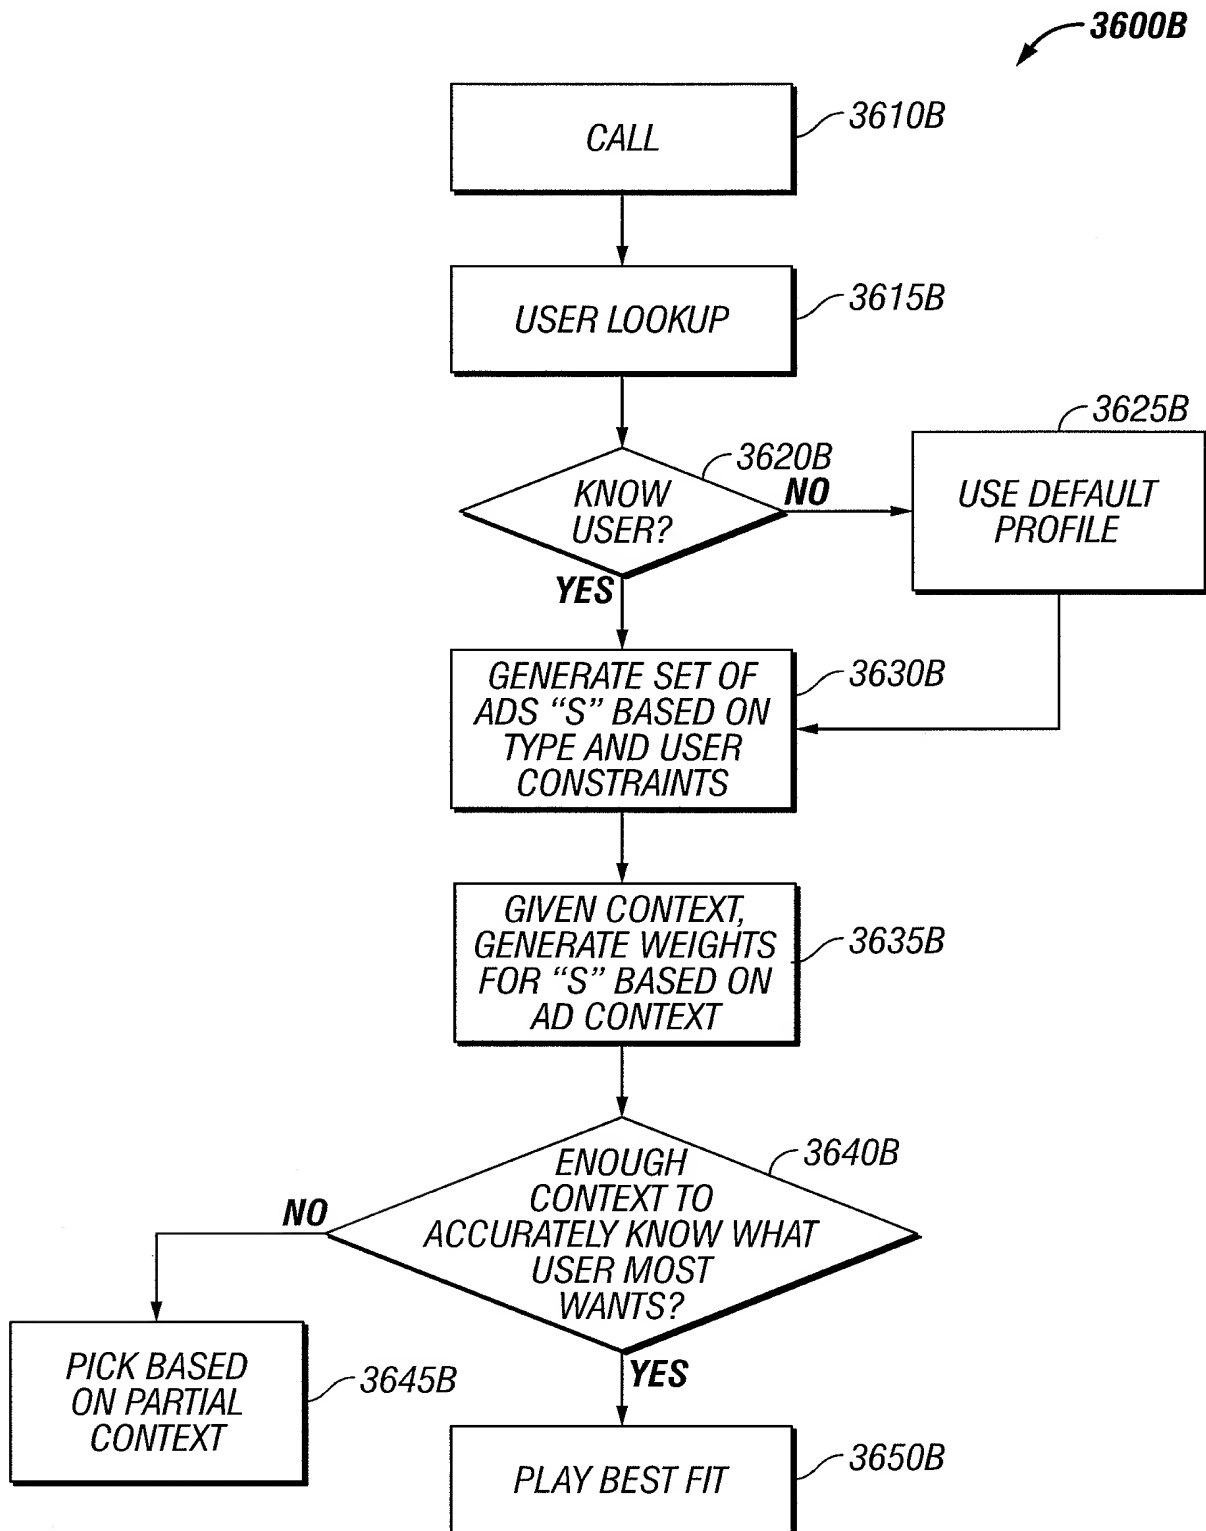 3600B
CALL
3610B
USER LOOKUP
3615B
3625B
3620B
KNOW
USER?
NO
USE DEFAULT
PROFILE
YES
GENERATE SET OF
ADS “S” BASED ON
TYPE AND USER
CONSTRAINTS
3630B
GIVEN CONTEXT,
GENERATE WEIGHTS
FOR “S” BASED ON
AD CONTEXT
3635B
3640B
ENOUGH
CONTEXT TO
ACCURATELY KNOW WHAT
USER MOST
WANTS?
NO
PICK BASED
ON PARTIAL
CONTEXT
3645B
YES
PLAY BEST FIT
3650B